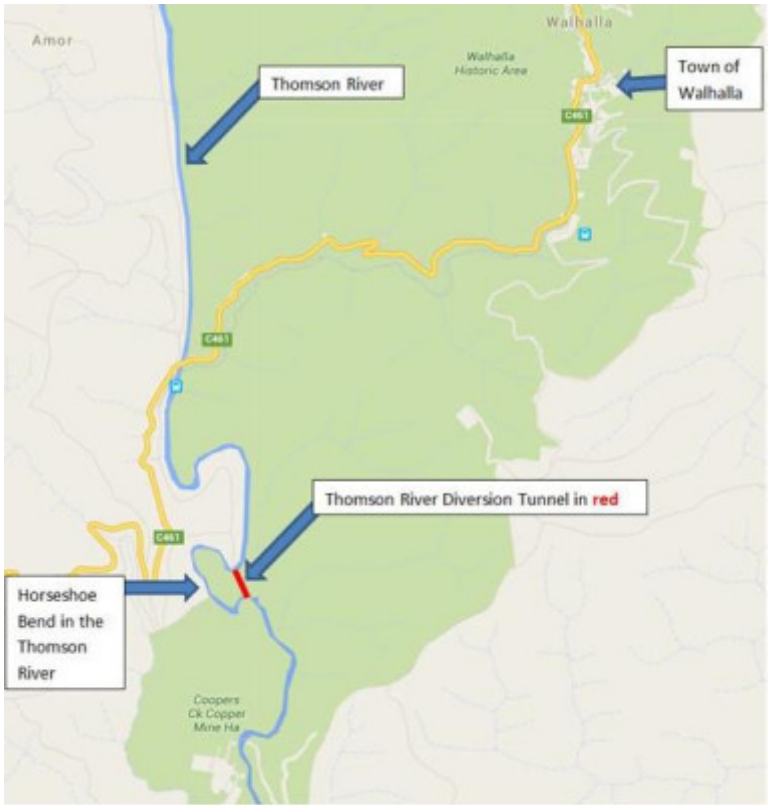 Walhalla
Amor
Walhalla
Historic Area
Town of
Walhalla
Thomson River
C461
C461
Thomson River Diversion Tunnel in red
C461
Horseshoe
Bend in the
Thomson
River
Coopers
Ck Copper
Mine Ha